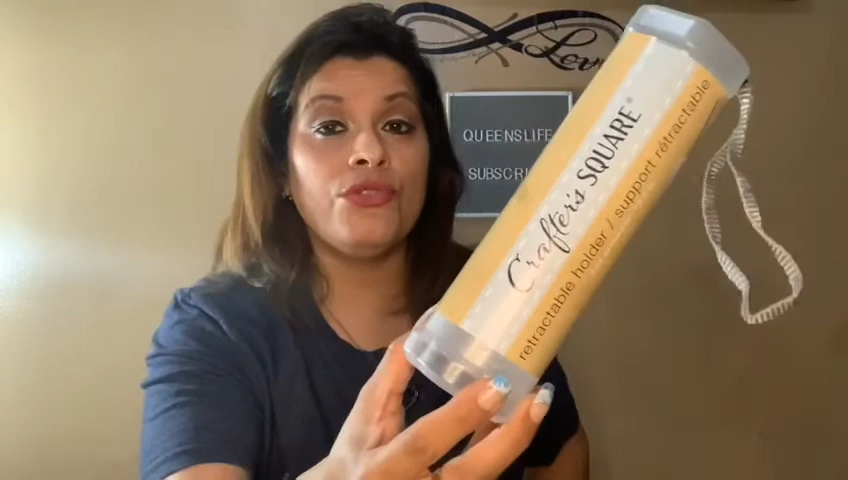 Love
QUEENSLIFE
SUBSCRI
Crafter's SQUARE®
retractable holder / support rétractable